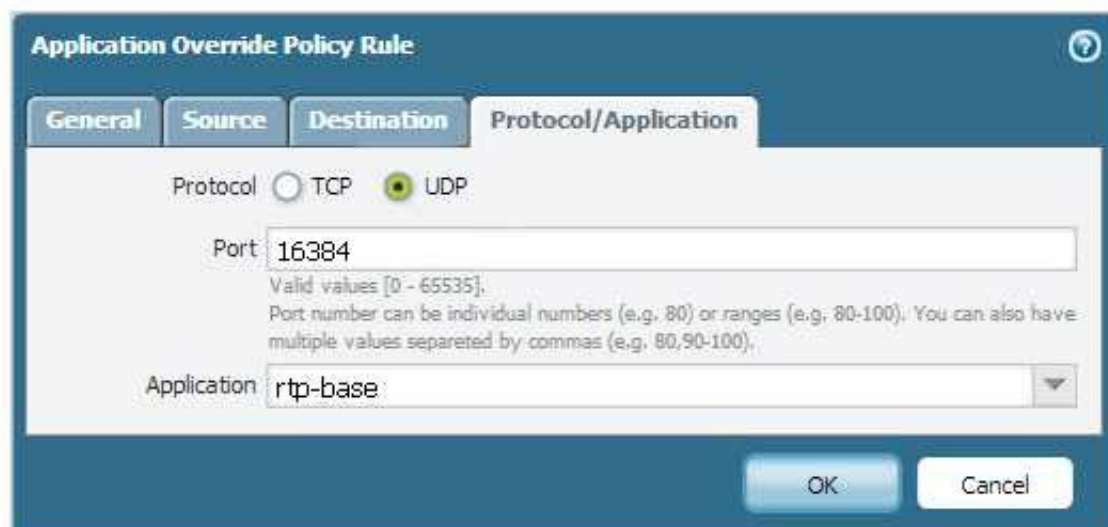 Application Override Policy Rule
?
General Source Destination Protocol/Application
Protocol TCP UDP
Port 16384
Valid values [0 - 65535].
Port number can be individual numbers (e.g. 80) or ranges (e.g. 80-100). You can also have
multiple values separeted by commas (e.g. 80,90-100).
Application rtp-base
OK Cancel